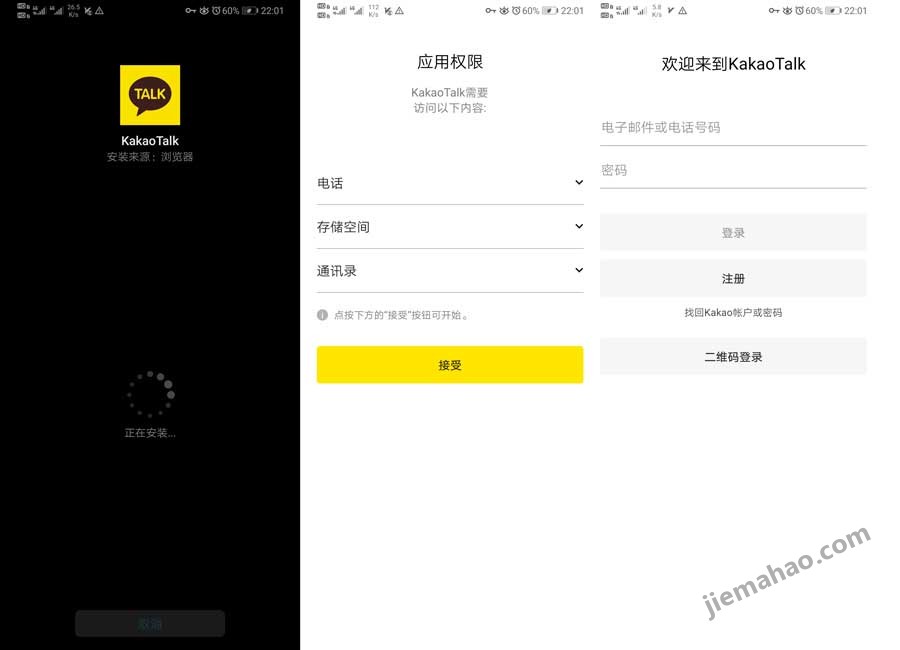 26.5
K/s
60%
22:01
TALK
KakaoTalk
安装来源：浏览器
正在安装...
取消
112
K/s
60%
22:01
应用权限
KakaoTalk需要
访问以下内容:
电话
存储空间
通讯录
点按下方的"接受"按钮可开始。
接受
5.8
K/s
60%
22:01
欢迎来到KakaoTalk
电子邮件或电话号码
密码
登录
注册
找回Kakao帐户或密码
二维码登录
jiemahao.com